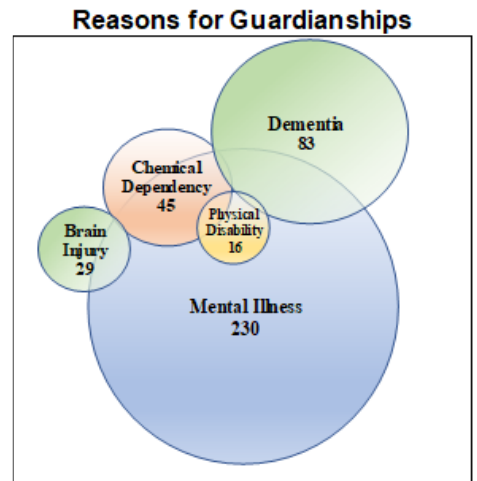 Reasons for Guardianships
Dementia
83
Chemical
Dependency
45
Physical
Disability
16
Brain
Injury
29
Mental Illness
230